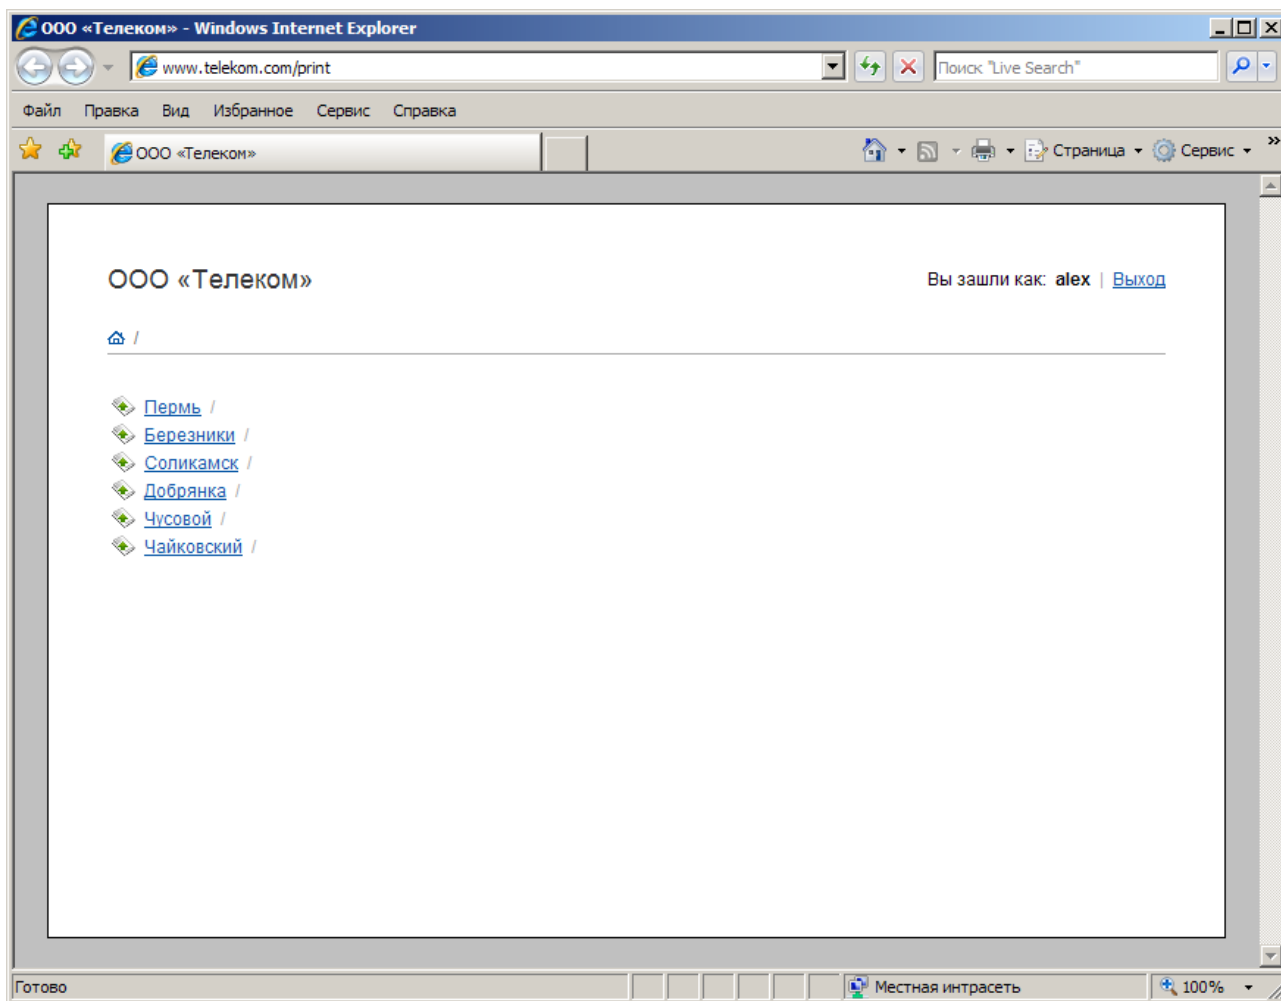 ООО «Телеком» - Windows Internet Explorer
www.telekom.com/print
Поиск "Live Search"
Файл Правка Вид Избранное Сервис Справка
ООО «Телеком»
Страница
Сервис
»
ООО «Телеком»
Вы зашли как: alex | Выход
/
Пермь /
Березники /
Соликамск /
Добрянка /
Чусовой /
Чайковский /
Готово
Местная интрасеть
100%